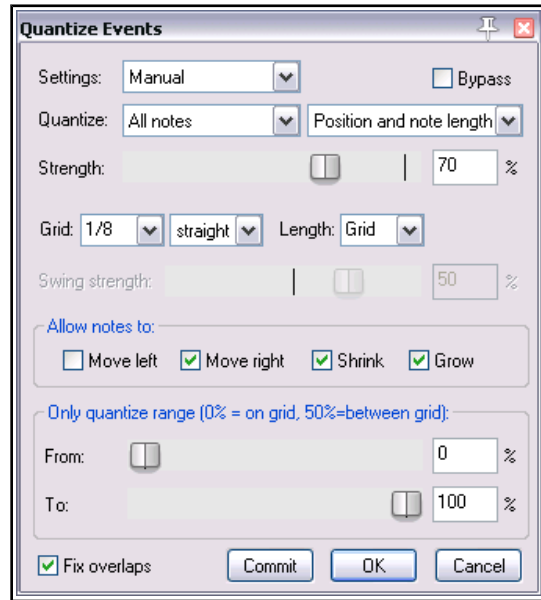 Quantize Events
Settings: Manual Bypass
Quantize: All notes Position and note length
Strength: 70 %
Grid: 1/8 straight Length: Grid
Swing strength: 50 %
Allow notes to:
Move left Move right Shrink Grow
Only quantize range (0% = on grid, 50%=between grid):
From: 0 %
To: 100 %
Fix overlaps Commit OK Cancel